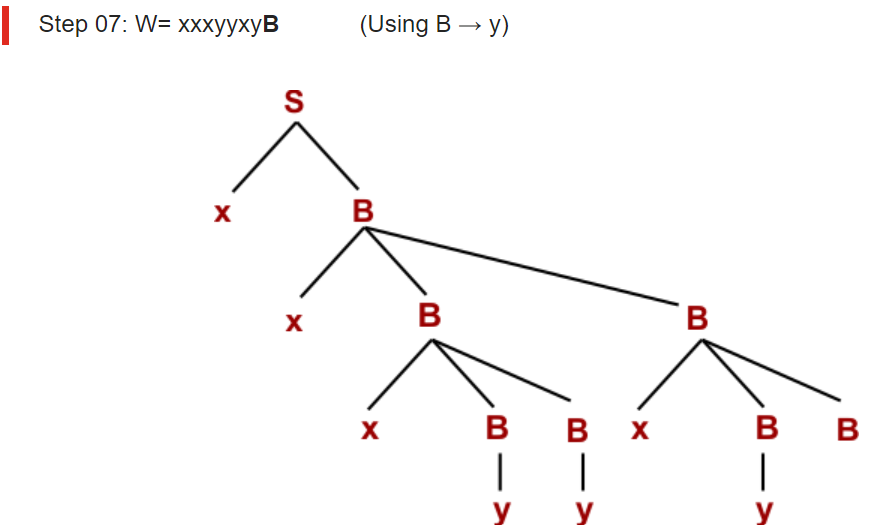 Step 07: W= xxxyyxyB (Using B → y)
S
x B
x B B
x B B x B B
y y y